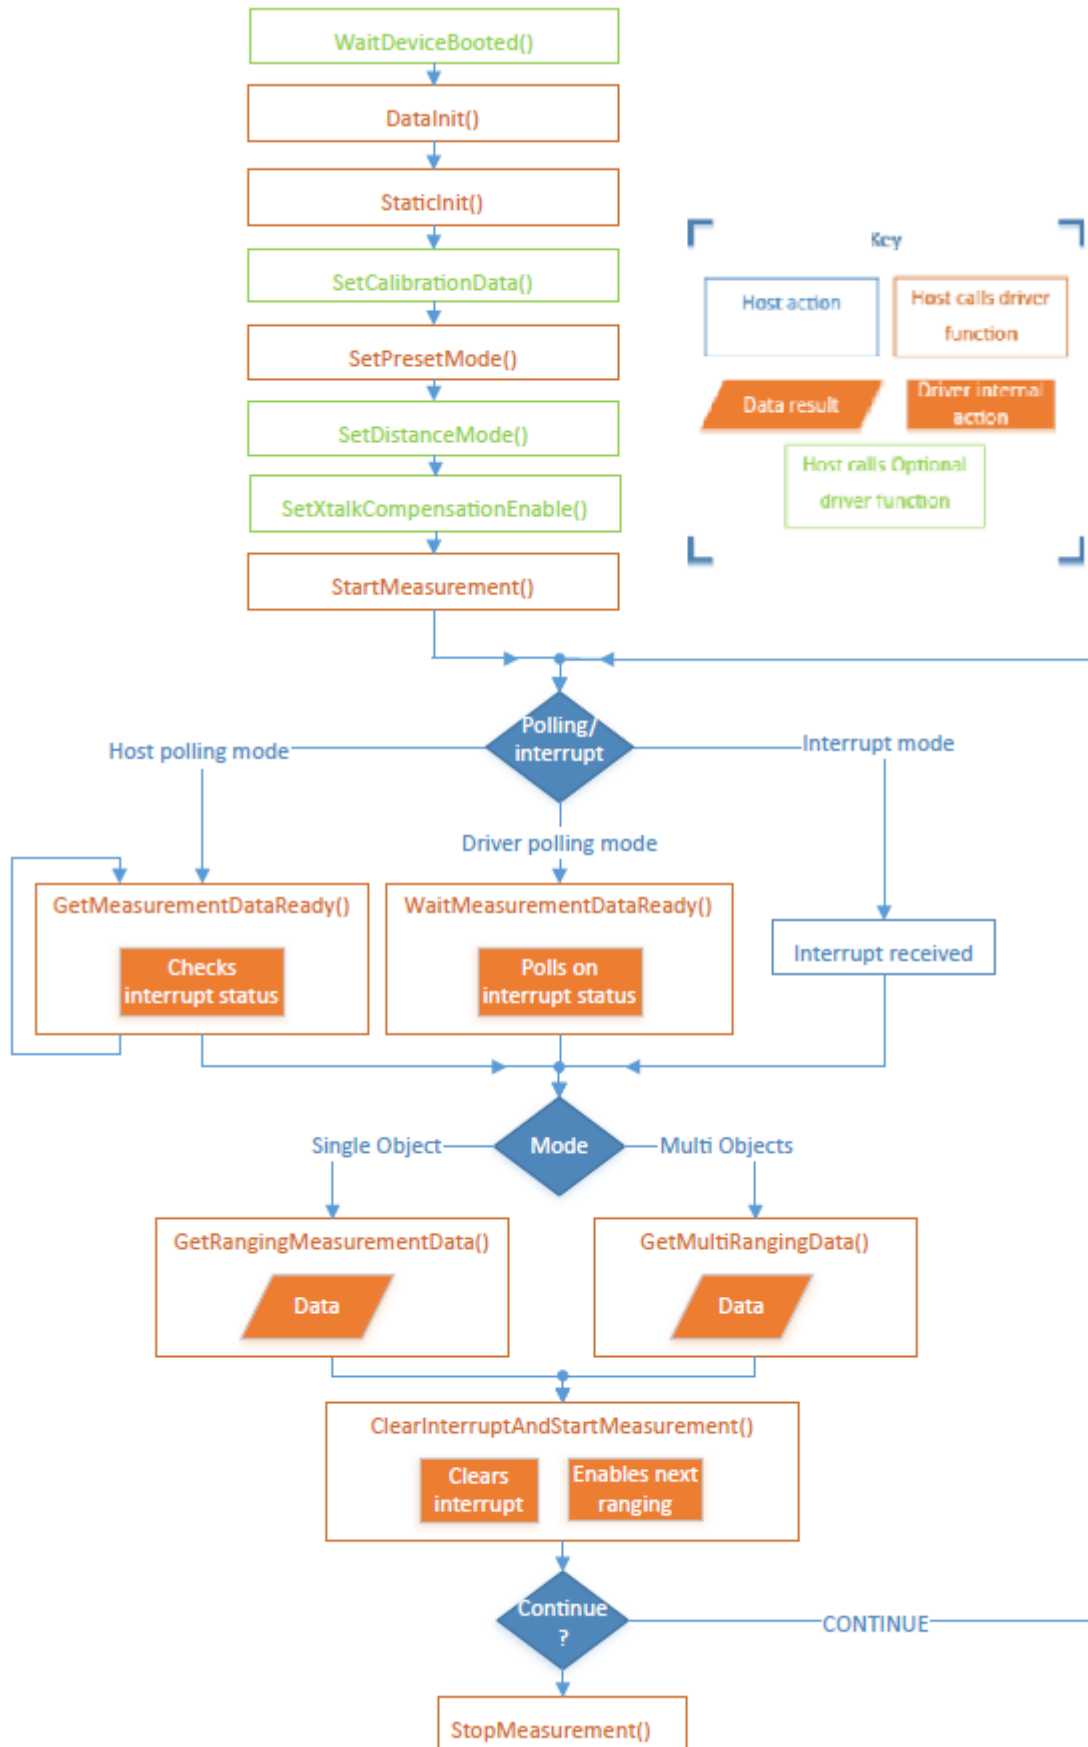 WaitDeviceBooted()
DataInit()
StaticInit()
SetCalibrationData()
SetPresetMode()
SetDistanceMode()
SetXtalkCompensationEnable()
StartMeasurement()
Key
Host action
Host calls driver
function
Data result
Driver internal
action
Host calls Optional
driver function
Polling/
interrupt
Host polling mode
Interrupt mode
Driver polling mode
GetMeasurementDataReady()
Checks
interrupt status
WaitMeasurementDataReady()
Polls on
interrupt status
Interrupt received
Mode
Single Object
Multi Objects
GetRangingMeasurementData()
Data
GetMultiRangingData()
Data
ClearInterruptAndStartMeasurement()
Clears
interrupt
Enables next
ranging
Continue
?
CONTINUE
StopMeasurement()